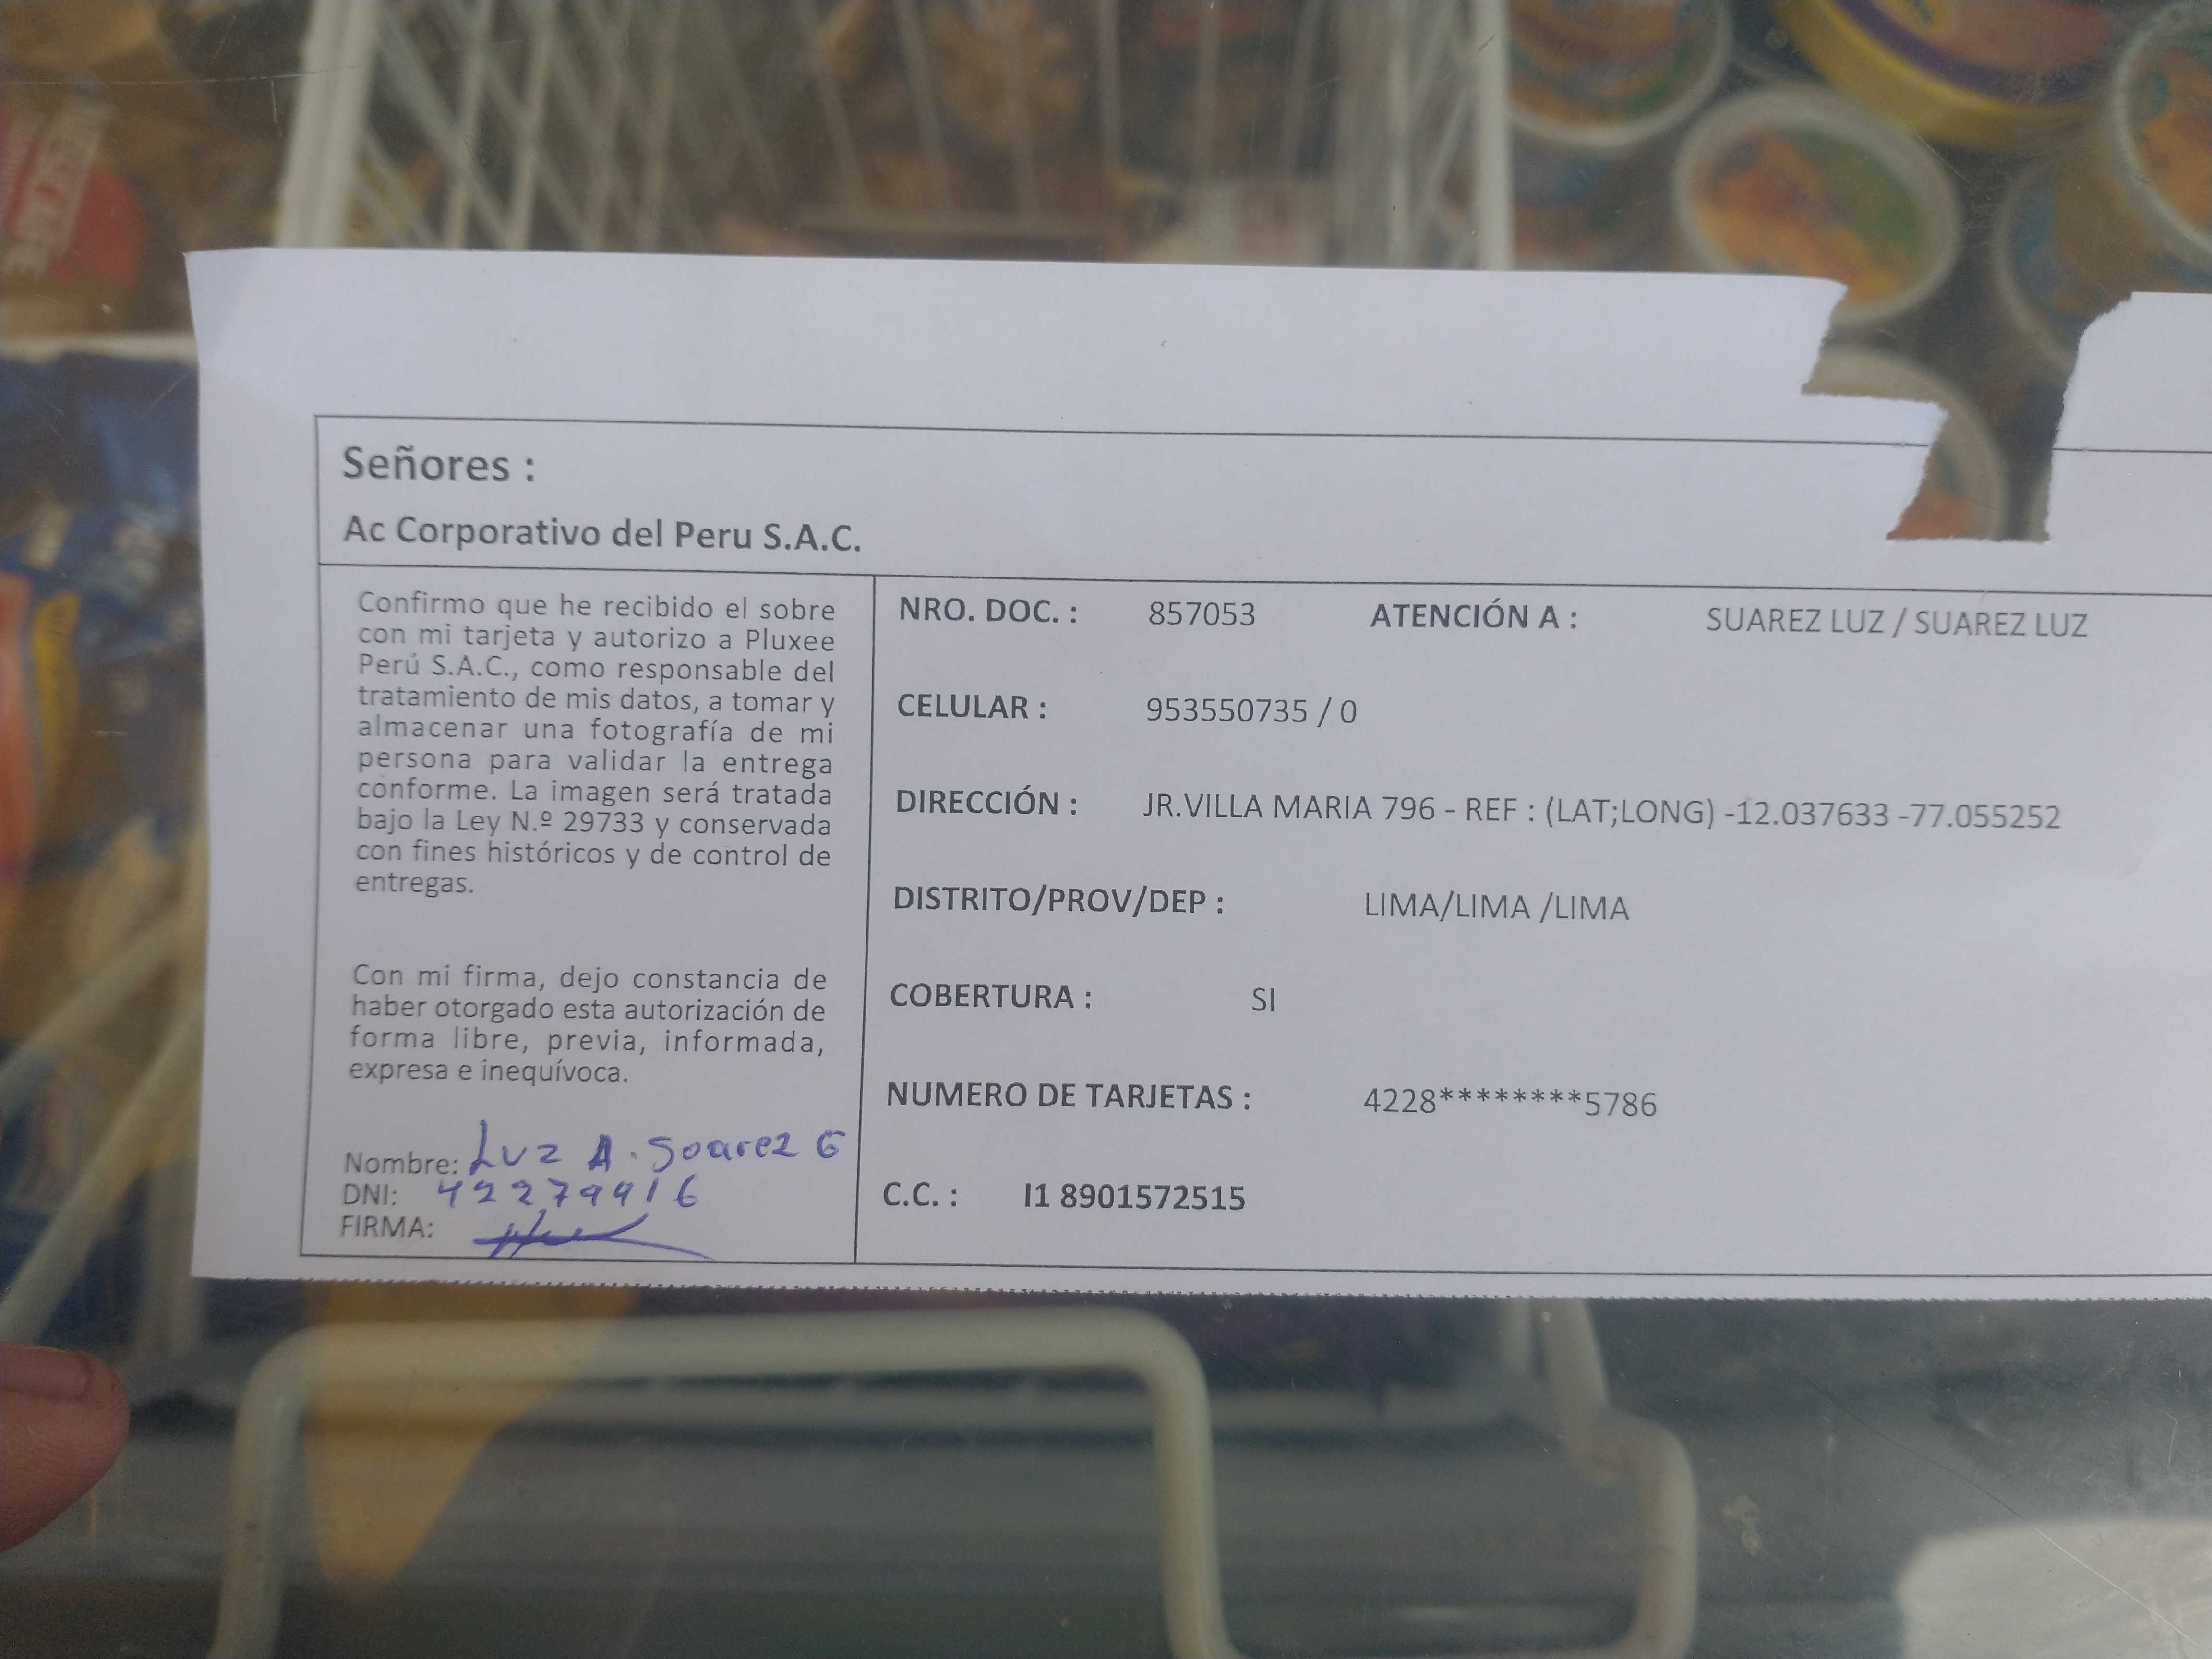 Señores :
Ac Corporativo del Peru S.A.C.
Confirmo que he recibido el sobre
con mi tarjeta y autorizo a Pluxee
Perú S.A.C., como responsable del
tratamiento de mis datos, a tomar y
almacenar una fotografía de mi
persona para validar la entrega
conforme. La imagen será tratada
bajo la Ley N.º 29733 y conservada
con fines históricos y de control de
entregas.
Con mi firma, dejo constancia de
haber otorgado esta autorización de
forma libre, previa, informada,
expresa e inequívoca.
Nombre: Luz A. Soarez G
DNI: 42279916
FIRMA:
NRO. DOC. : 857053 ATENCIÓN A : SUAREZ LUZ / SUAREZ LUZ
CELULAR : 953550735 / 0
DIRECCIÓN : JR.VILLA MARIA 796 - REF : (LAT;LONG) -12.037633 -77.055252
DISTRITO/PROV/DEP : LIMA/LIMA /LIMA
COBERTURA : SI
NUMERO DE TARJETAS : 4228********5786
C.C. : I1 8901572515